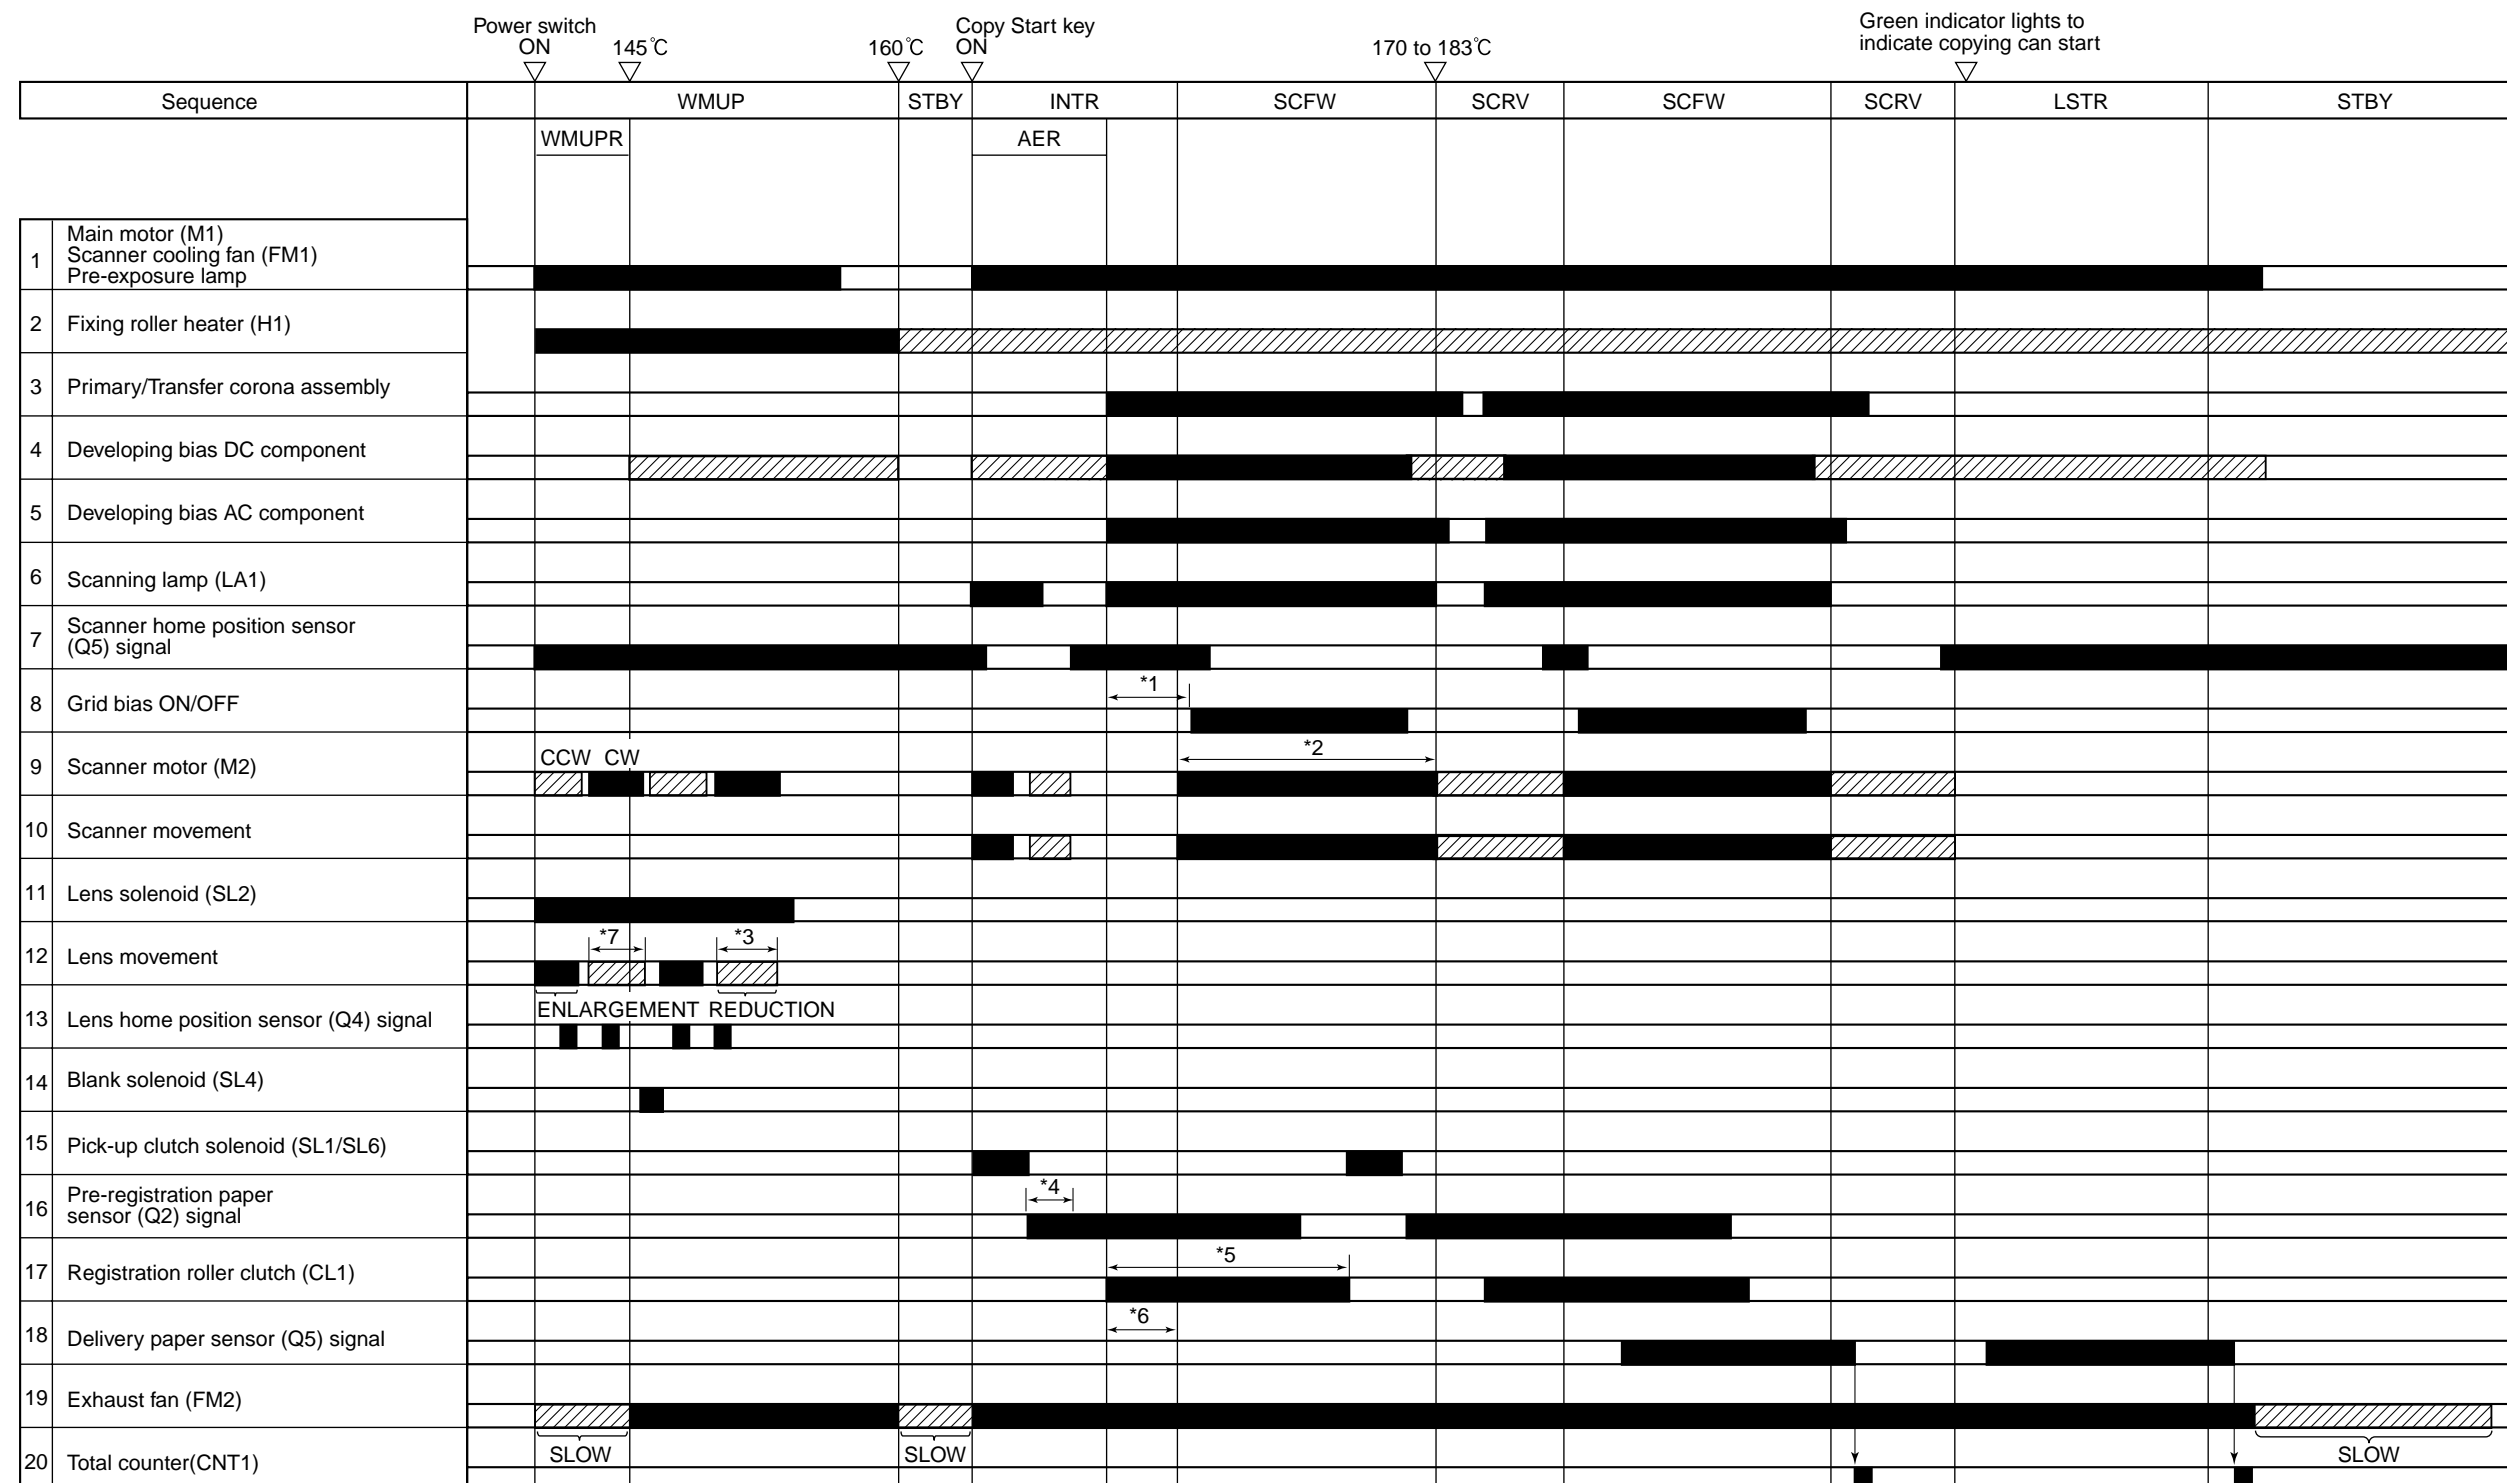 Power switch
ON
145℃
160℃
Copy Start key
ON
170 to 183℃
Green indicator lights to
indicate copying can start
Sequence
WMUP
STBY
INTR
SCFW
SCRV
SCFW
SCRV
LSTR
STBY
WMUPR
AER
1
Main motor (M1)
Scanner cooling fan (FM1)
Pre-exposure lamp
2
Fixing roller heater (H1)
3
Primary/Transfer corona assembly
4
Developing bias DC component
5
Developing bias AC component
6
Scanning lamp (LA1)
7
Scanner home position sensor
(Q5) signal
8
Grid bias ON/OFF
*1
9
Scanner motor (M2)
CCW CW
*2
10
Scanner movement
11
Lens solenoid (SL2)
12
Lens movement
*7
*3
13
Lens home position sensor (Q4) signal
ENLARGEMENT REDUCTION
14
Blank solenoid (SL4)
15
Pick-up clutch solenoid (SL1/SL6)
16
Pre-registration paper
sensor (Q2) signal
*4
17
Registration roller clutch (CL1)
*5
18
Delivery paper sensor (Q5) signal
*6
19
Exhaust fan (FM2)
20
Total counter(CNT1)
SLOW
SLOW
SLOW